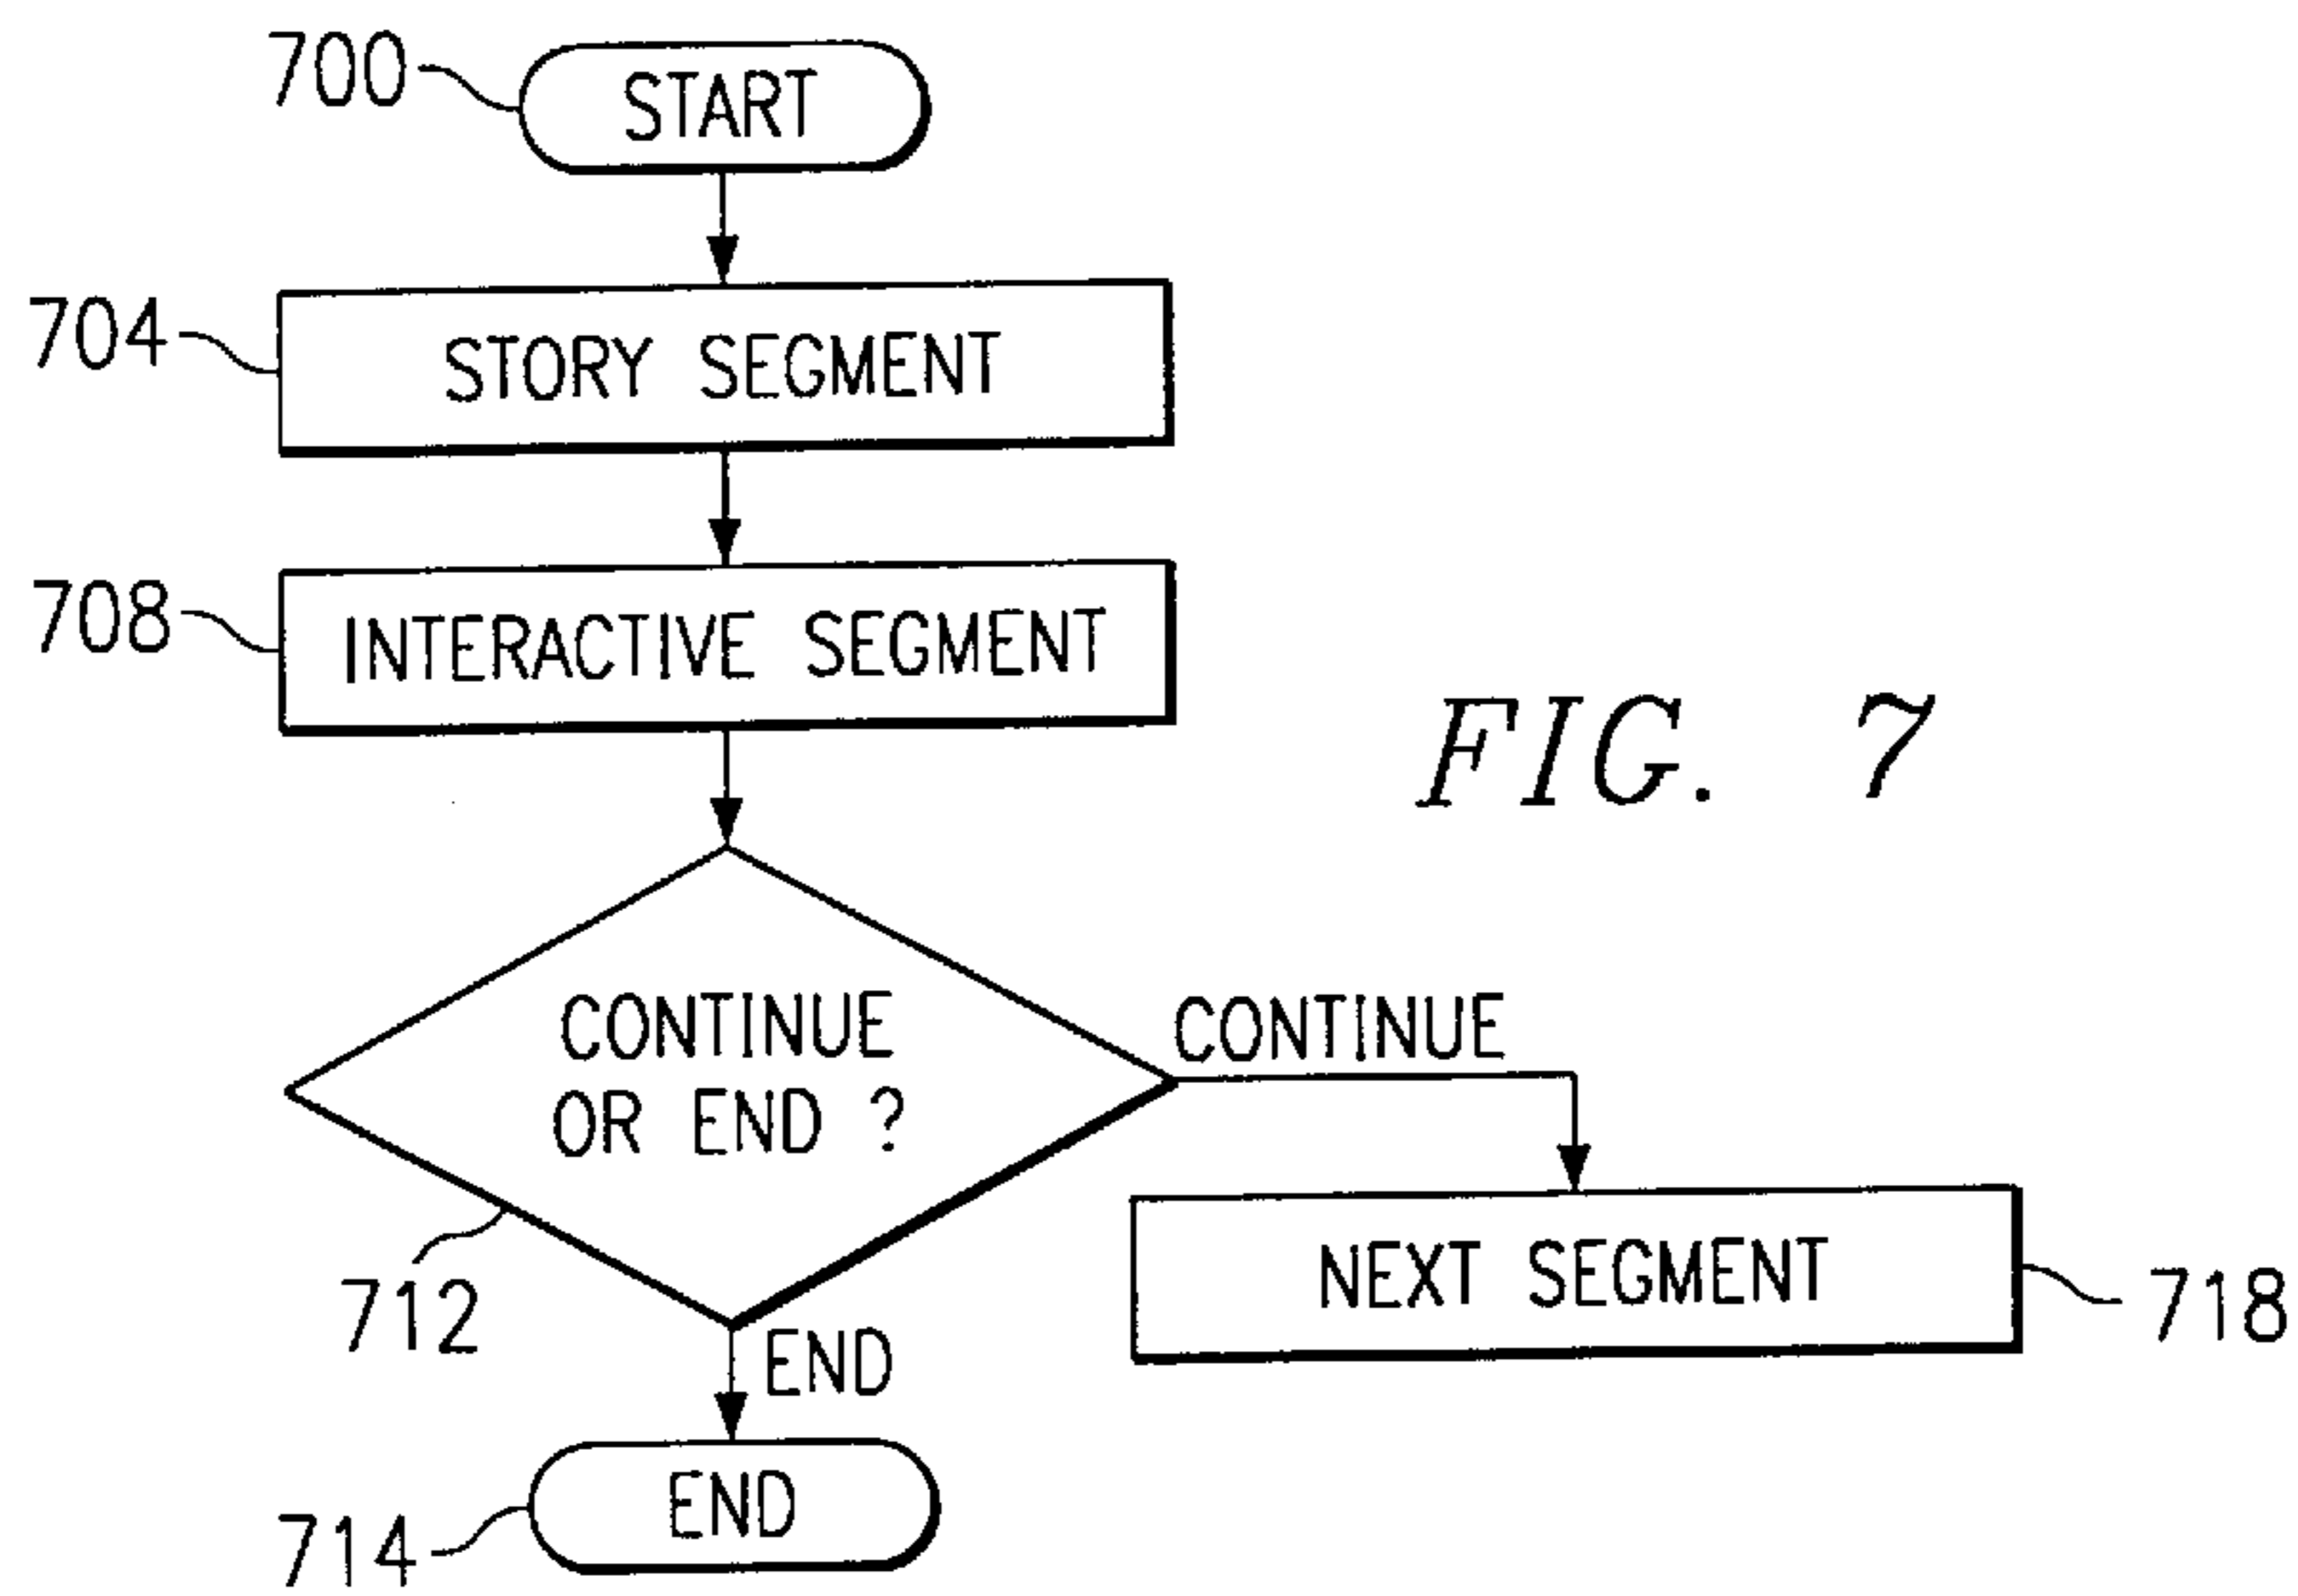 700
START
704
STORY SEGMENT
708
INTERACTIVE SEGMENT
FIG. 7
CONTINUE
OR END ?
CONTINUE
712
NEXT SEGMENT
718
END
END
714